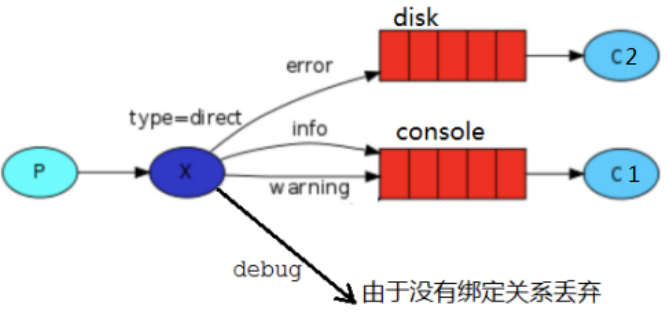 disk
error
C2
type=direct
info
console
P
X
C1
warning
debug
由于没有绑定关系丢弃